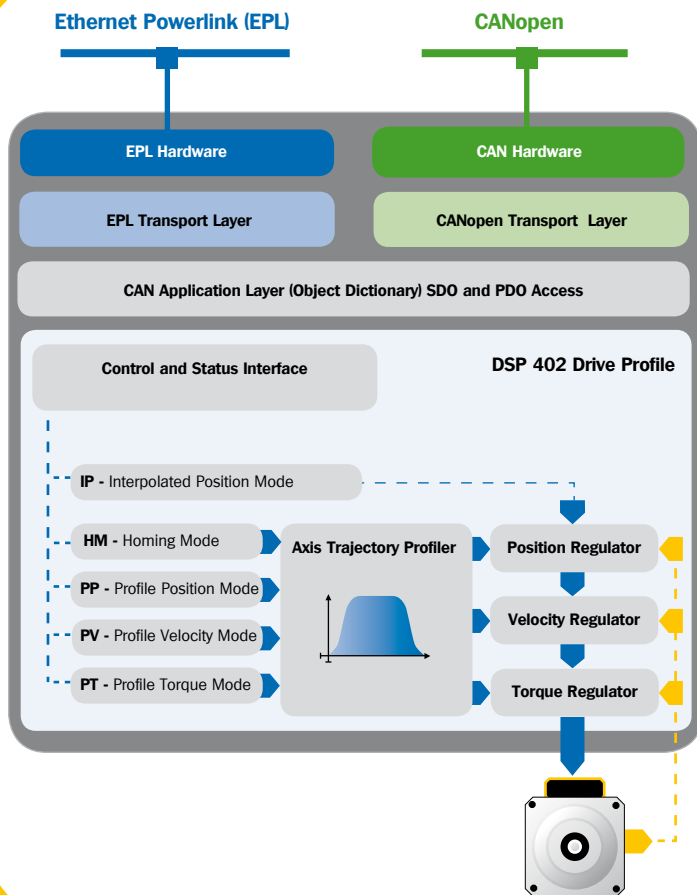 Ethernet Powerlink (EPL)
CANopen
EPL Hardware
CAN Hardware
EPL Transport Layer
CANopen Transport Layer
CAN Application Layer (Object Dictionary) SDO and PDO Access
Control and Status Interface
DSP 402 Drive Profile
IP - Interpolated Position Mode
HM - Homing Mode
PP - Profile Position Mode
PV - Profile Velocity Mode
PT - Profile Torque Mode
Axis Trajectory Profiler
Position Regulator
Velocity Regulator
Torque Regulator